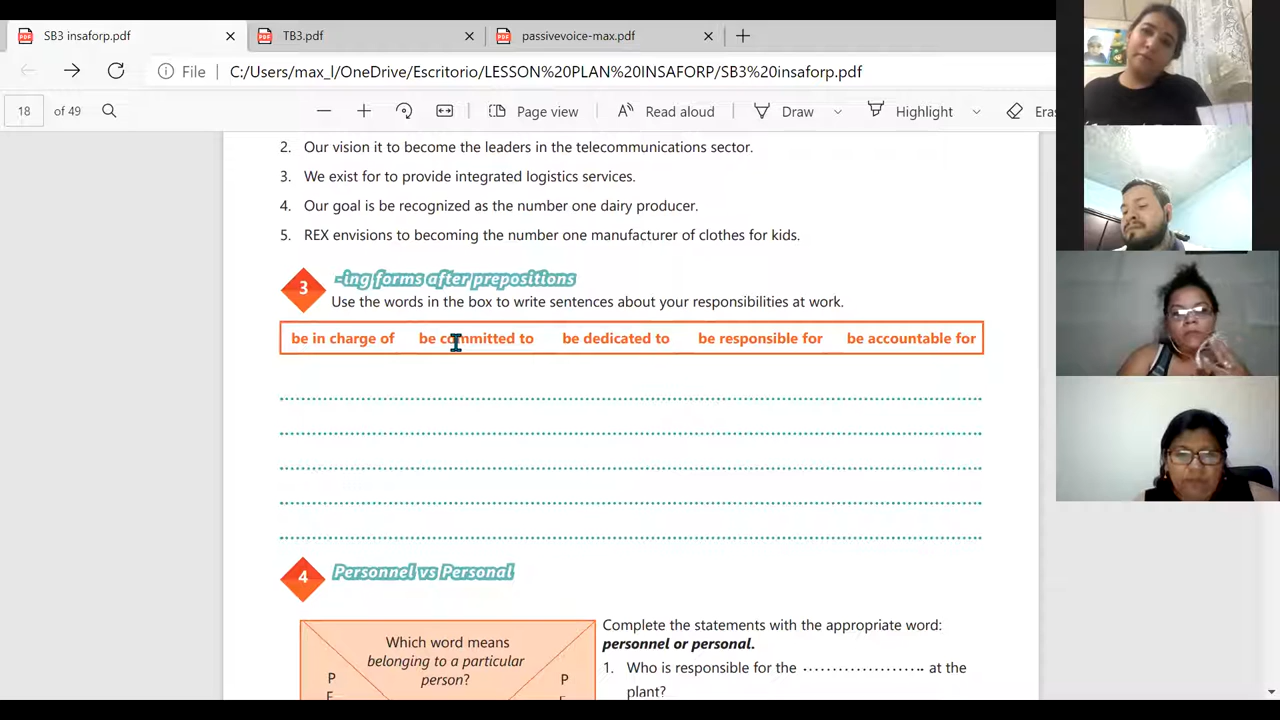 SB3 insaforp.pdf
TB3.pdf
passivevoice-max.pdf
File
C:/Users/max_l/OneDrive/Escritorio/LESSON%20PLAN%20INSAFORP/SB3%20insaforp.pdf
18 of 49
Page view
Read aloud
Draw
Highlight
2. Our vision it to become the leaders in the telecommunications sector.
3. We exist for to provide integrated logistics services.
4. Our goal is be recognized as the number one dairy producer.
5. REX envisions to becoming the number one manufacturer of clothes for kids.
3 -ing forms after prepositions
Use the words in the box to write sentences about your responsibilities at work.
be in charge of be committed to be dedicated to be responsible for be accountable for
4 Personnel vs Personal
Which word means
belonging to a particular
person?
P
P
Complete the statements with the appropriate word:
personnel or personal.
1. Who is responsible for the .................... at the
plant?